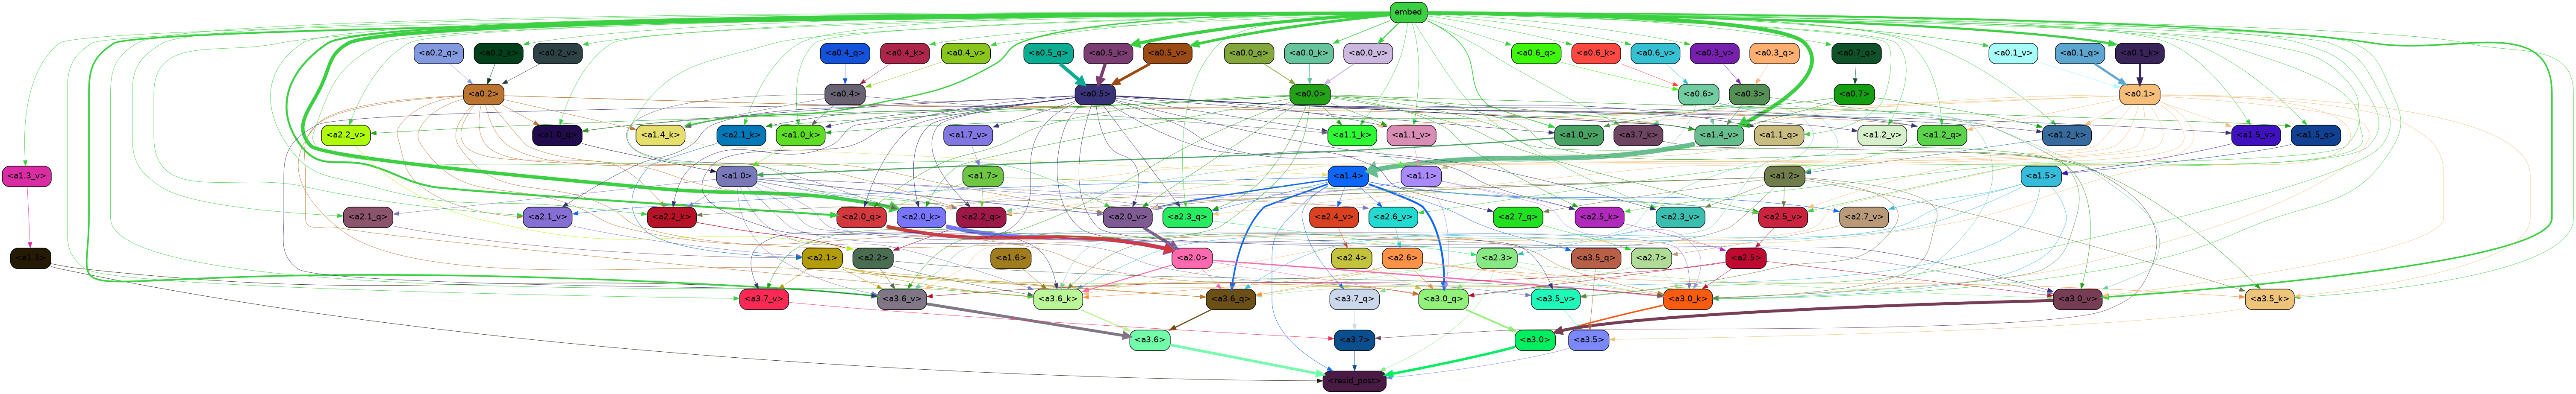 embed
<a0.2_q> <a0.2_k> <a0.2_v> <a0.4_q> <a0.4_k> <a0.4_v> <a0.5_q> <a0.5_k> <a0.5_v> <a0.0_q> <a0.0_k> <a0.0_v> <a0.6_q> <a0.6_k> <a0.6_v> <a0.3_v> <a0.3_q> <a0.7_q> <a0.1_v> <a0.1_q> <a0.1_k>
<a0.2> <a0.4> <a0.5> <a0.0> <a0.6> <a0.3> <a0.7> <a0.1>
<a2.2_v> <a1.0_q> <a1.4_k> <a2.1_k> <a1.0_k> <a1.7_v> <a1.1_k> <a1.1_v> <a1.0_v> <a3.7_k> <a1.4_v> <a1.1_q> <a1.2_v> <a1.2_q> <a1.2_k> <a1.5_v> <a1.5_q>
<a1.3_v> <a1.0> <a1.7> <a1.4> <a1.1> <a1.2> <a1.5>
<a2.1_q> <a2.1_v> <a2.2_k> <a2.0_q> <a2.0_k> <a2.2_q> <a2.0_v> <a2.3_q> <a2.4_v> <a2.6_v> <a2.7_q> <a2.5_k> <a2.3_v> <a2.5_v> <a2.7_v>
<a1.3> <a2.1> <a2.2> <a1.6> <a2.0> <a2.4> <a2.6> <a2.3> <a3.5_q> <a2.7> <a2.5>
<a3.7_v> <a3.6_v> <a3.6_k> <a3.6_q> <a3.7_q> <a3.0_q> <a3.5_v> <a3.0_k> <a3.0_v> <a3.5_k>
<a3.6> <a3.7> <a3.0> <a3.5>
<resid_post>